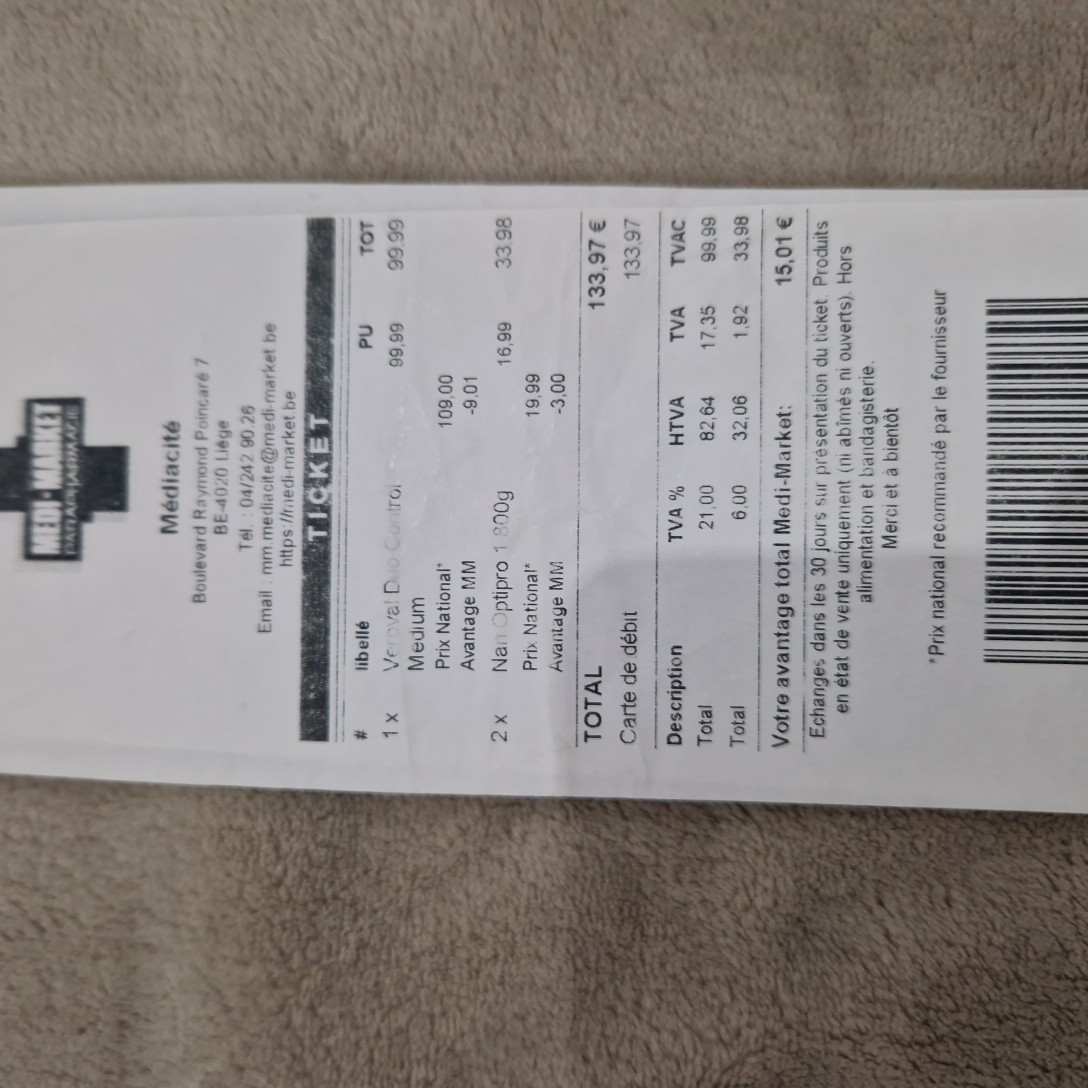 MEDI-MARKET
PARAPHARMACIE
Médiacité
Boulevard Raymond Poincaré 7
BE-4020 Liège
Tél. : 04/242.90.26
Email : mm.mediacite@medi-market.be
https://medi-market.be
TICKET
# libellé PU TOT
1 x Veroval Duo Control 99,99 99,99
Medium
Prix National* 109,00
Avantage MM -9,01
2 x Nan Optipro 1 800g 16,99 33,98
Prix National* 19,99
Avantage MM -3,00
TOTAL 133,97 €
Carte de débit 133,97
Description TVA % HTVA TVA TVAC
Total 21,00 82,64 17,35 99,99
Total 6,00 32,06 1,92 33,98
Votre avantage total Medi-Market: 15,01 €
Echanges dans les 30 jours sur présentation du ticket. Produits
en état de vente uniquement (ni abîmés ni ouverts). Hors
alimentation et bandagisterie.
Merci et à bientôt
*Prix national recommandé par le fournisseur